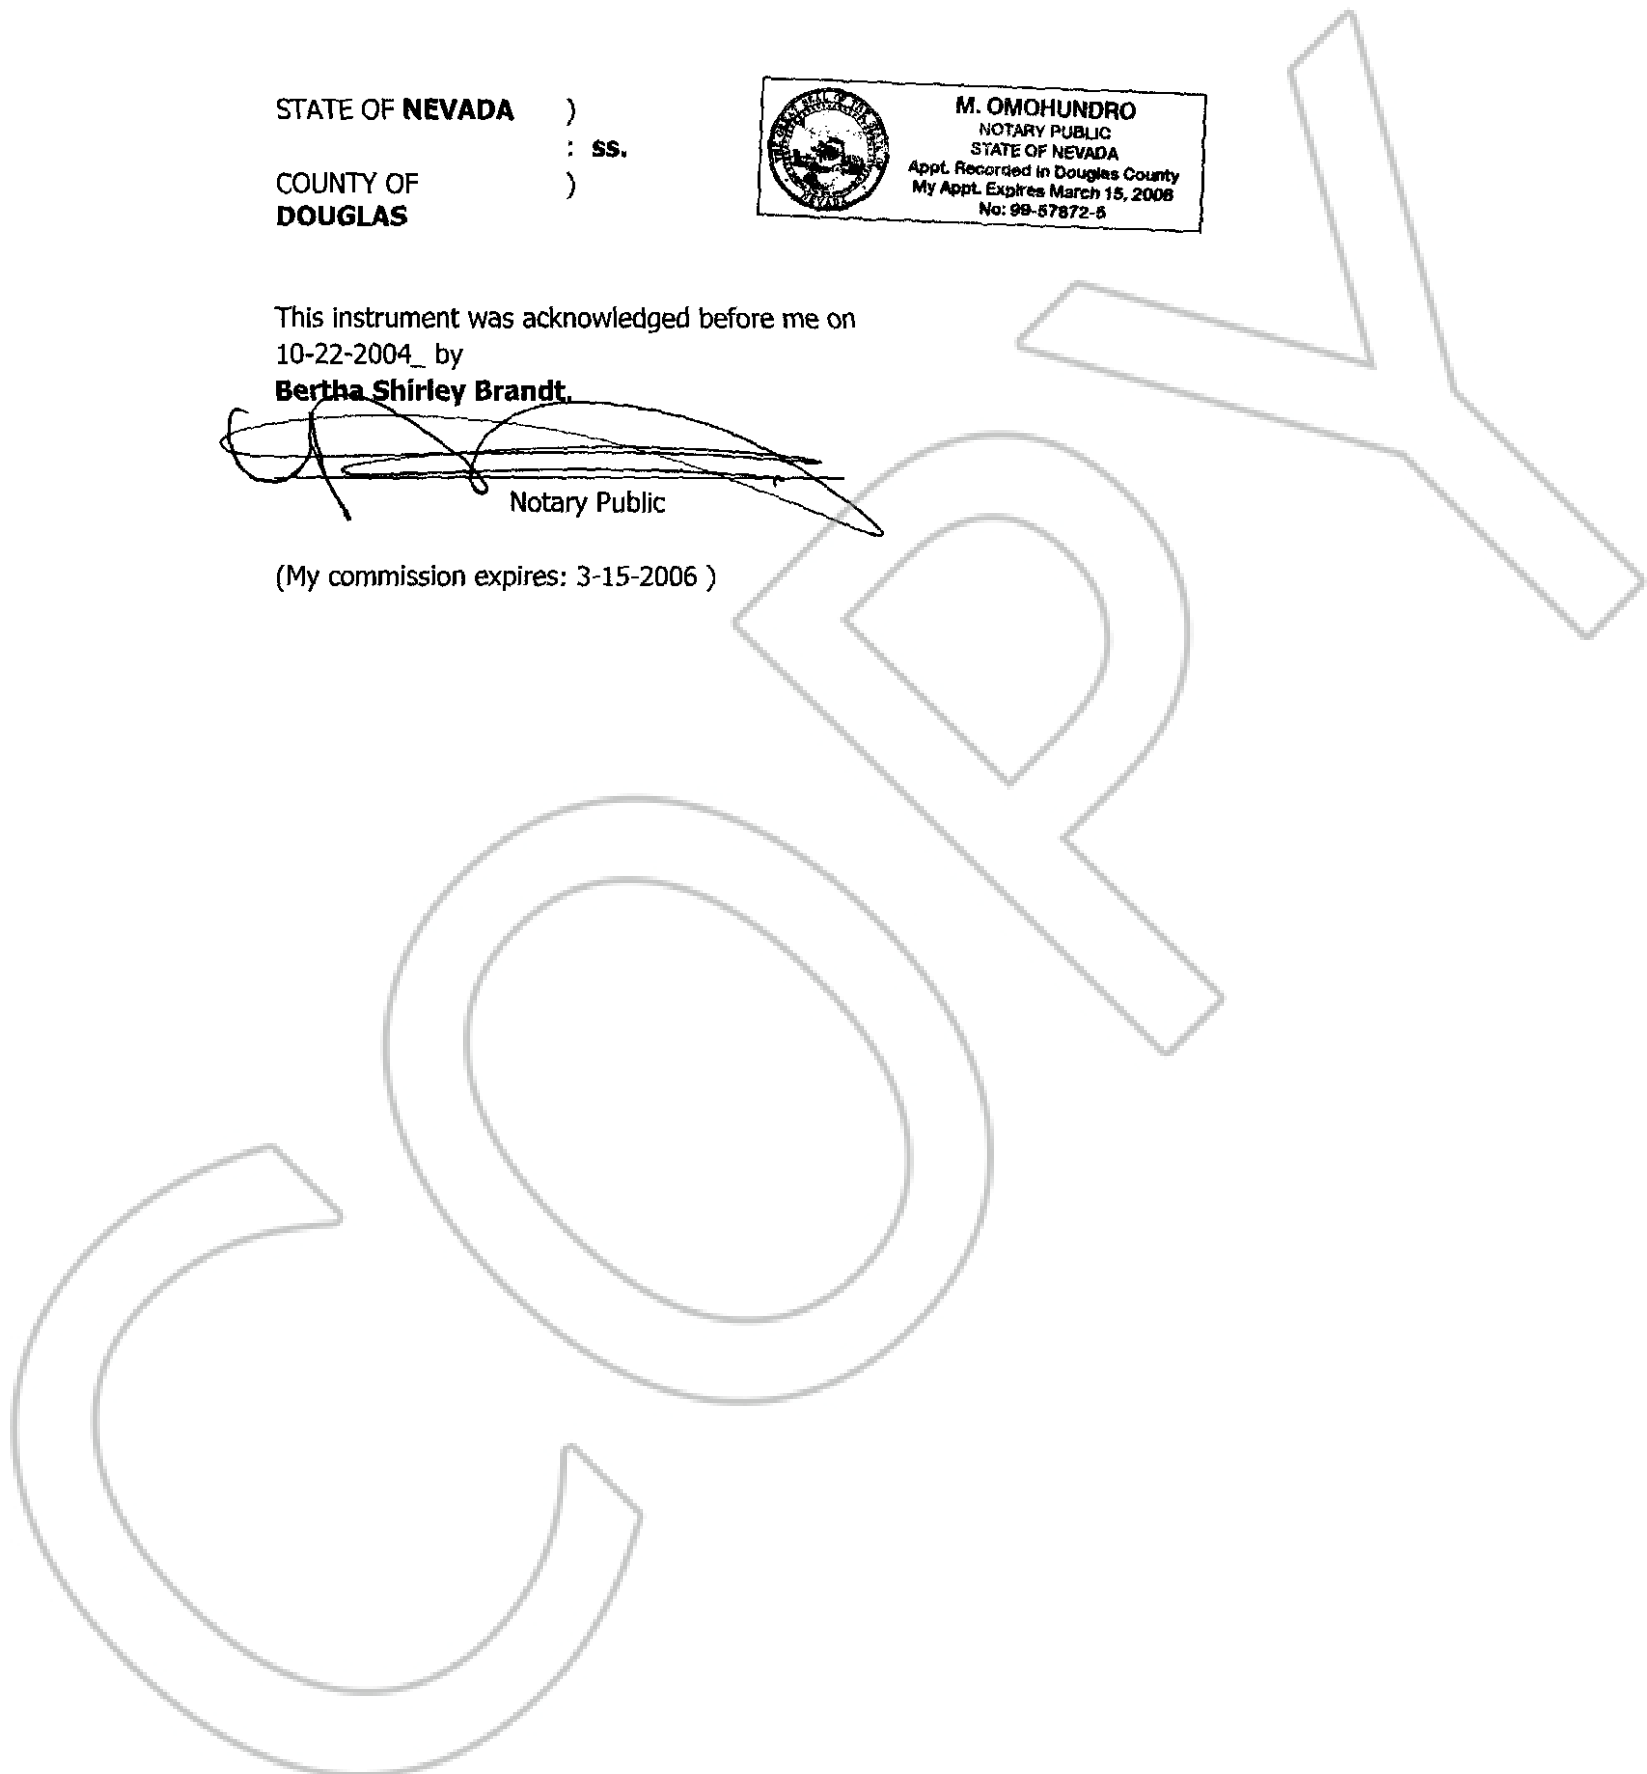 STATE OF NEVADA )
: ss.
COUNTY OF )
DOUGLAS
M. OMOHUNDRO
NOTARY PUBLIC
STATE OF NEVADA
Appt. Recorded in Douglas County
My Appt. Expires March 15, 2006
No: 99-57872-5
This instrument was acknowledged before me on
10-22-2004_ by
Bertha Shirley Brandt.
Notary Public
(My commission expires: 3-15-2006 )
COPY